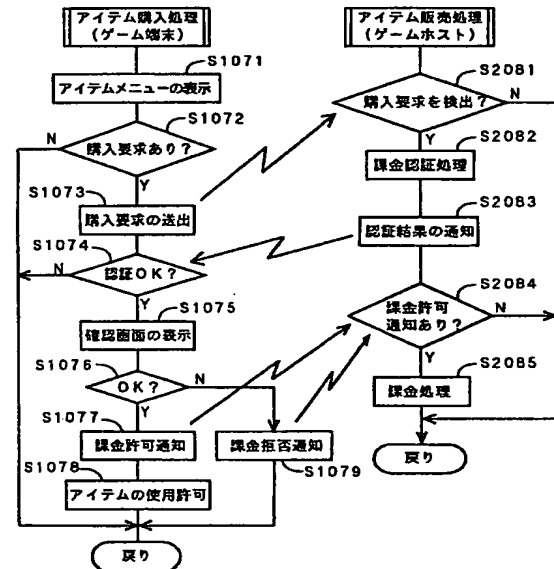 アイテム購入処理
(ゲーム端末)
S1071
アイテムメニューの表示
S1072
購入要求あり?
N
Y
S1073
購入要求の送出
S1074
認証OK?
N
Y
S1075
確認画面の表示
S1076
OK?
N
Y
S1077
課金許可通知
課金拒否通知
S1079
S1078
アイテムの使用許可
戻り
アイテム販売処理
(ゲームホスト)
S2081
購入要求を検出?
N
Y
S2082
課金認証処理
S2083
認証結果の通知
S2084
課金許可
通知あり?
N
Y
S2085
課金処理
戻り